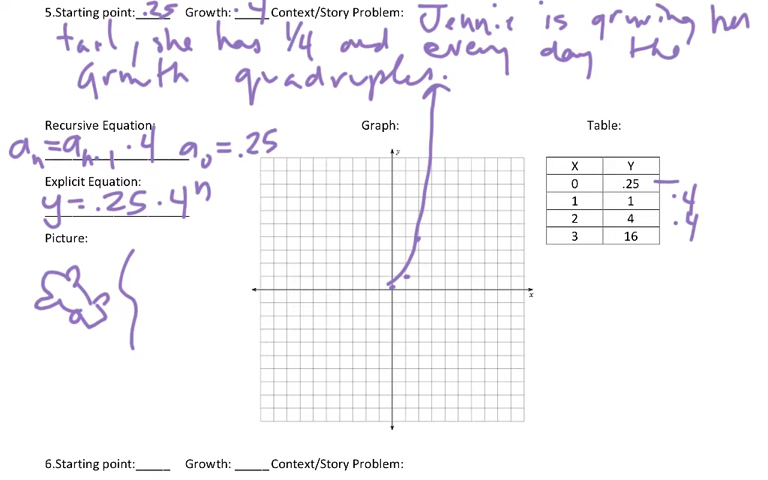 5.Starting point: .25 Growth: · 4 Context/Story Problem: Jennie is growing her
tail, she has 1/4 and every day the
Growth quadruples.
Recursive Equation: Graph: Table:
aₙ=aₙ₋₁ · 4 a₀ = .25
y
X Y
0 .25
1 1 · 4
2 4 · 4
3 16
Explicit Equation:
y = .25 · 4ⁿ
Picture:
x
6.Starting point:_____ Growth: _____ Context/Story Problem: